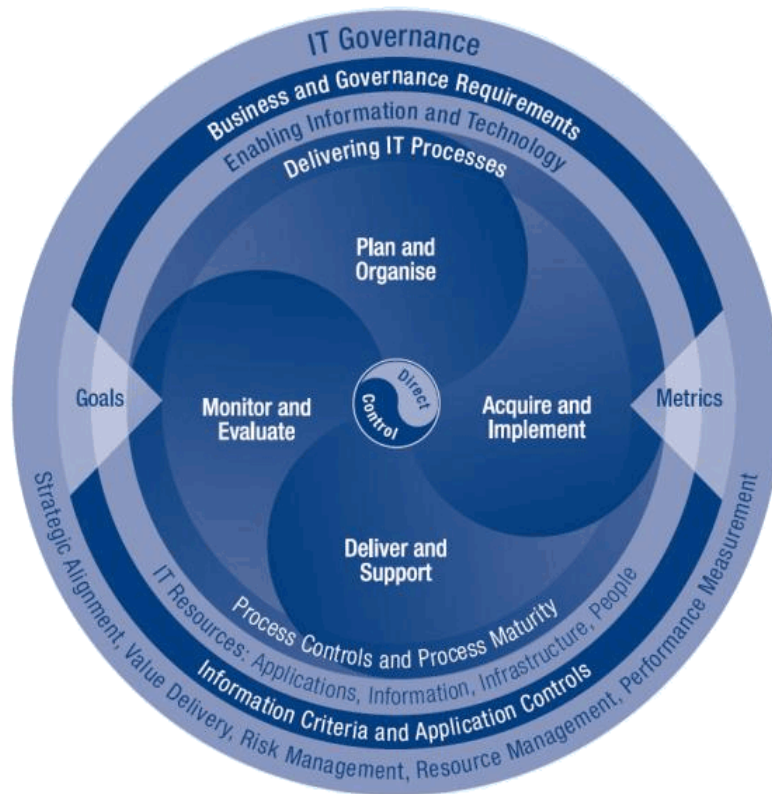 IT Governance
Business and Governance Requirements
Enabling Information and Technology
Delivering IT Processes
Plan and
Organise
Goals
Monitor and
Evaluate
Direct
Control
Acquire and
Implement
Metrics
Deliver and
Support
Process Controls and Process Maturity
IT Resources: Applications, Information, Infrastructure, People
Information Criteria and Application Controls
Strategic Alignment, Value Delivery, Risk Management, Resource Management, Performance Measurement